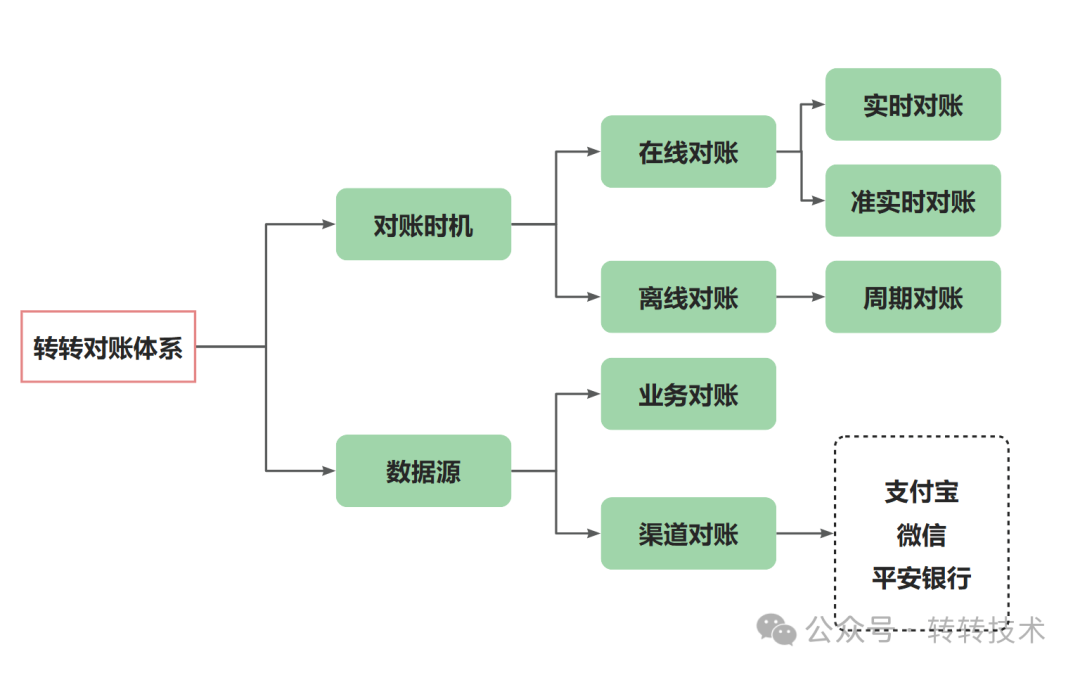 转转对账体系
对账时机
在线对账
实时对账
准实时对账
离线对账
周期对账
数据源
业务对账
渠道对账
支付宝
微信
平安银行
公众号 · 转转技术